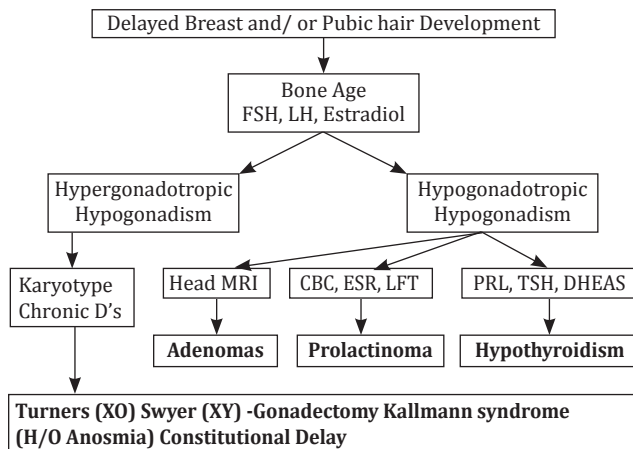 Delayed Breast and/ or Pubic hair Development
Bone Age
FSH, LH, Estradiol
Hypergonadotropic
Hypogonadism
Hypogonadotropic
Hypogonadism
Karyotype
Chronic D's
Head MRI
CBC, ESR, LFT
PRL, TSH, DHEAS
Adenomas
Prolactinoma
Hypothyroidism
Turners (XO) Swyer (XY) -Gonadectomy Kallmann syndrome
(H/O Anosmia) Constitutional Delay